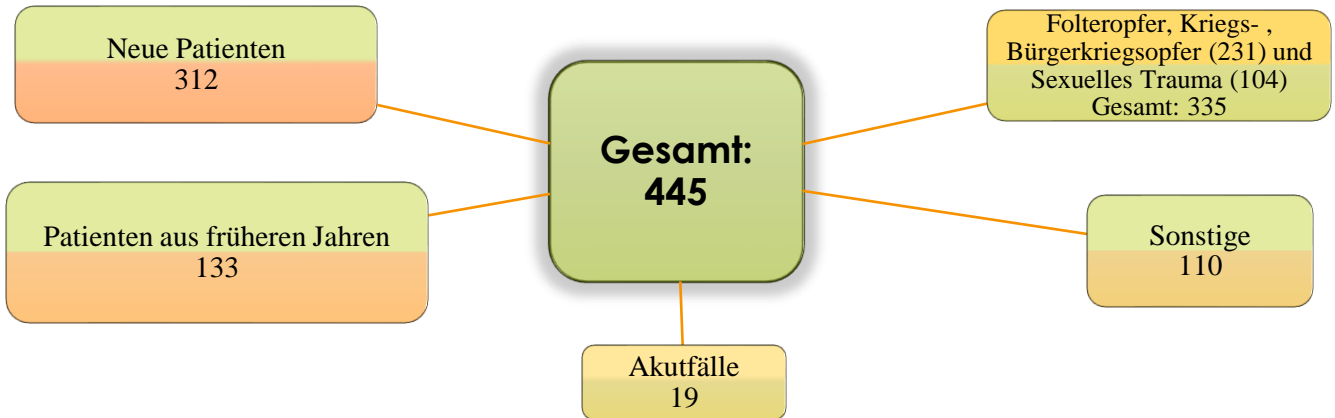 Neue Patienten
312
Patienten aus früheren Jahren
133
Gesamt:
445
Akutfälle
19
Folteropfer, Kriegs- ,
Bürgerkriegsopfer (231) und
Sexuelles Trauma (104)
Gesamt: 335
Sonstige
110